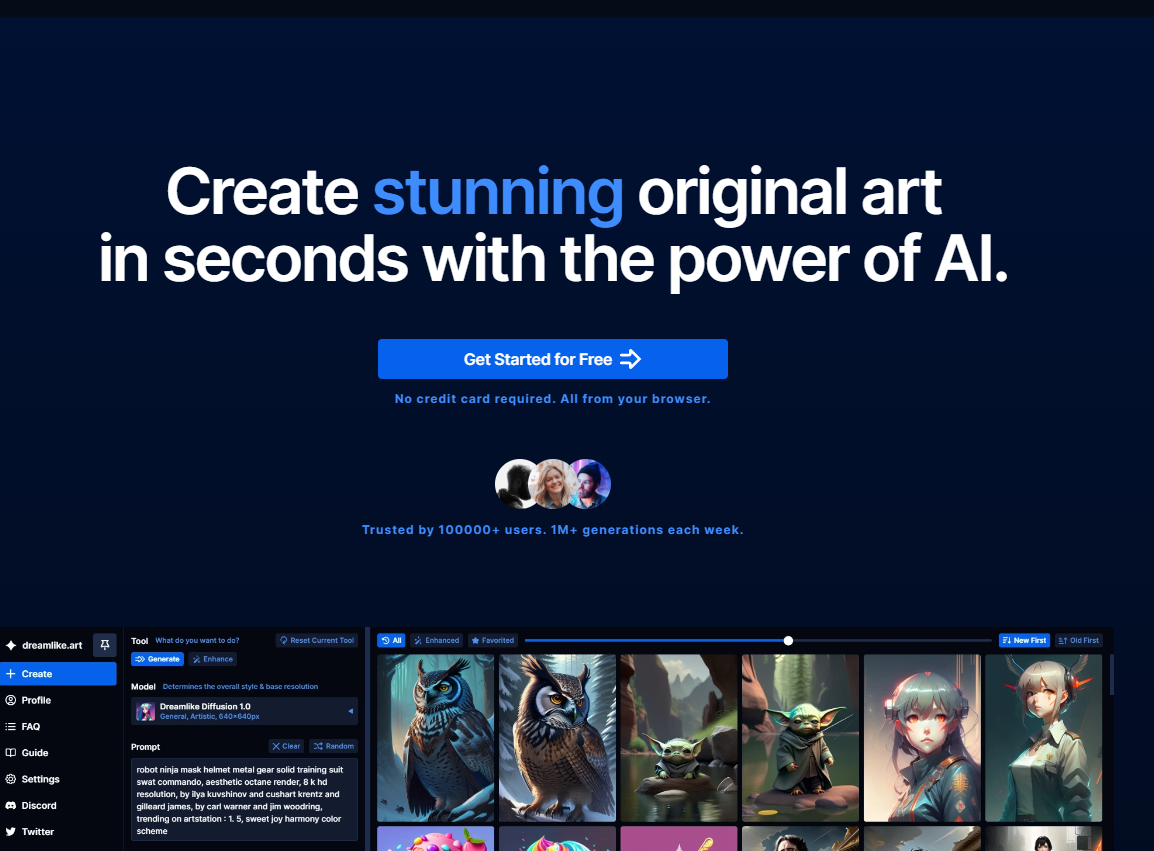 Create stunning original art
in seconds with the power of AI.
Get Started for Free
No credit card required. All from your browser.
Trusted by 100000+ users. 1M+ generations each week.
dreamlike.art
Create
Profile
FAQ
Guide
Settings
Discord
Twitter
Tool What do you want to do? Reset Current Tool
Generate Enhance
Model Determines the overall style & base resolution
Dreamlike Diffusion 1.0
General, Artistic, 640×640px
Prompt Clear Random
robot ninja mask helmet metal gear solid training suit
swat commando, aesthetic octane render, 8 k hd
resolution, by ilya kuvshinov and cushart krentz and
gilleard james, by carl warner and jim woodring,
trending on artstation : 1. 5, sweet joy harmony color
scheme
All Enhanced Favorited New First Old First